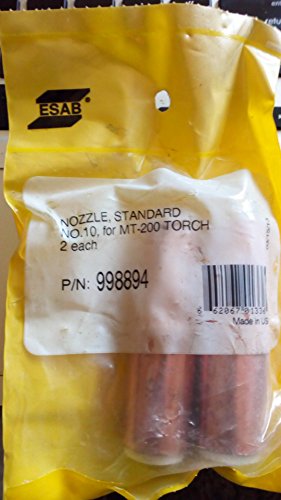 ESAB
NOZZLE, STANDARD
NO.10, for MT-200 TORCH
2 each
P/N: 998894
Made in US